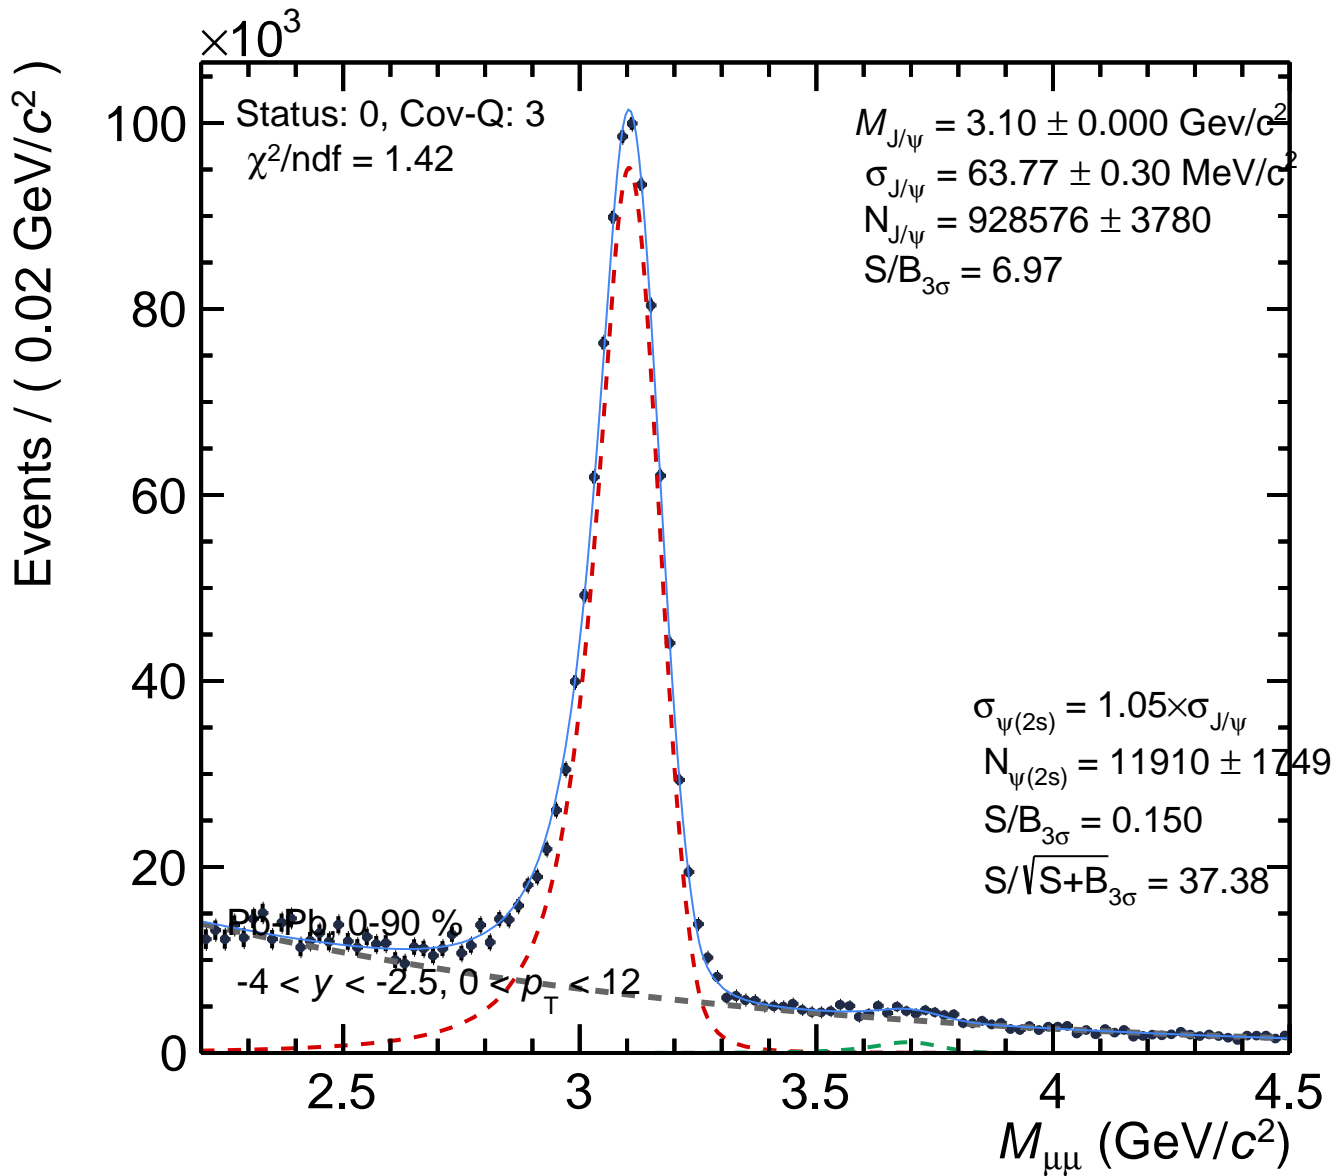 ×10³
Events / ( 0.02 GeV/c²)
100
80
60
40
20
0
Status: 0, Cov-Q: 3
χ²/ndf = 1.42
M_J/ψ = 3.10 ± 0.000 Gev/c²
σ_J/ψ = 63.77 ± 0.30 MeV/c²
N_J/ψ = 928576 ± 3780
S/B_3σ = 6.97
σ_ψ(2s) = 1.05×σ_J/ψ
N_ψ(2s) = 11910 ± 1749
S/B_3σ = 0.150
S/√S+B_3σ = 37.38
Pb-Pb, 0-90 %
-4 < y < -2.5, 0 < p_T < 12
2.5 3 3.5 4 4.5
M_μμ (GeV/c²)